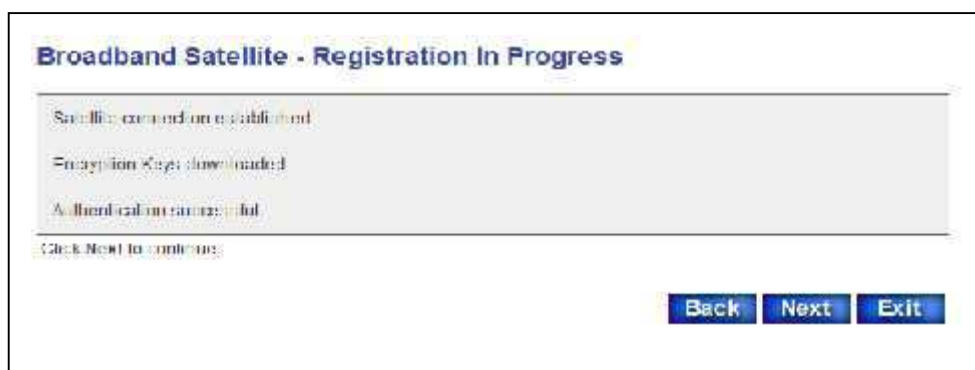 Broadband Satellite - Registration In Progress
Satellite connection established
Encryption Keys downloaded
Authentication successful
Click Next to continue.
Back Next Exit